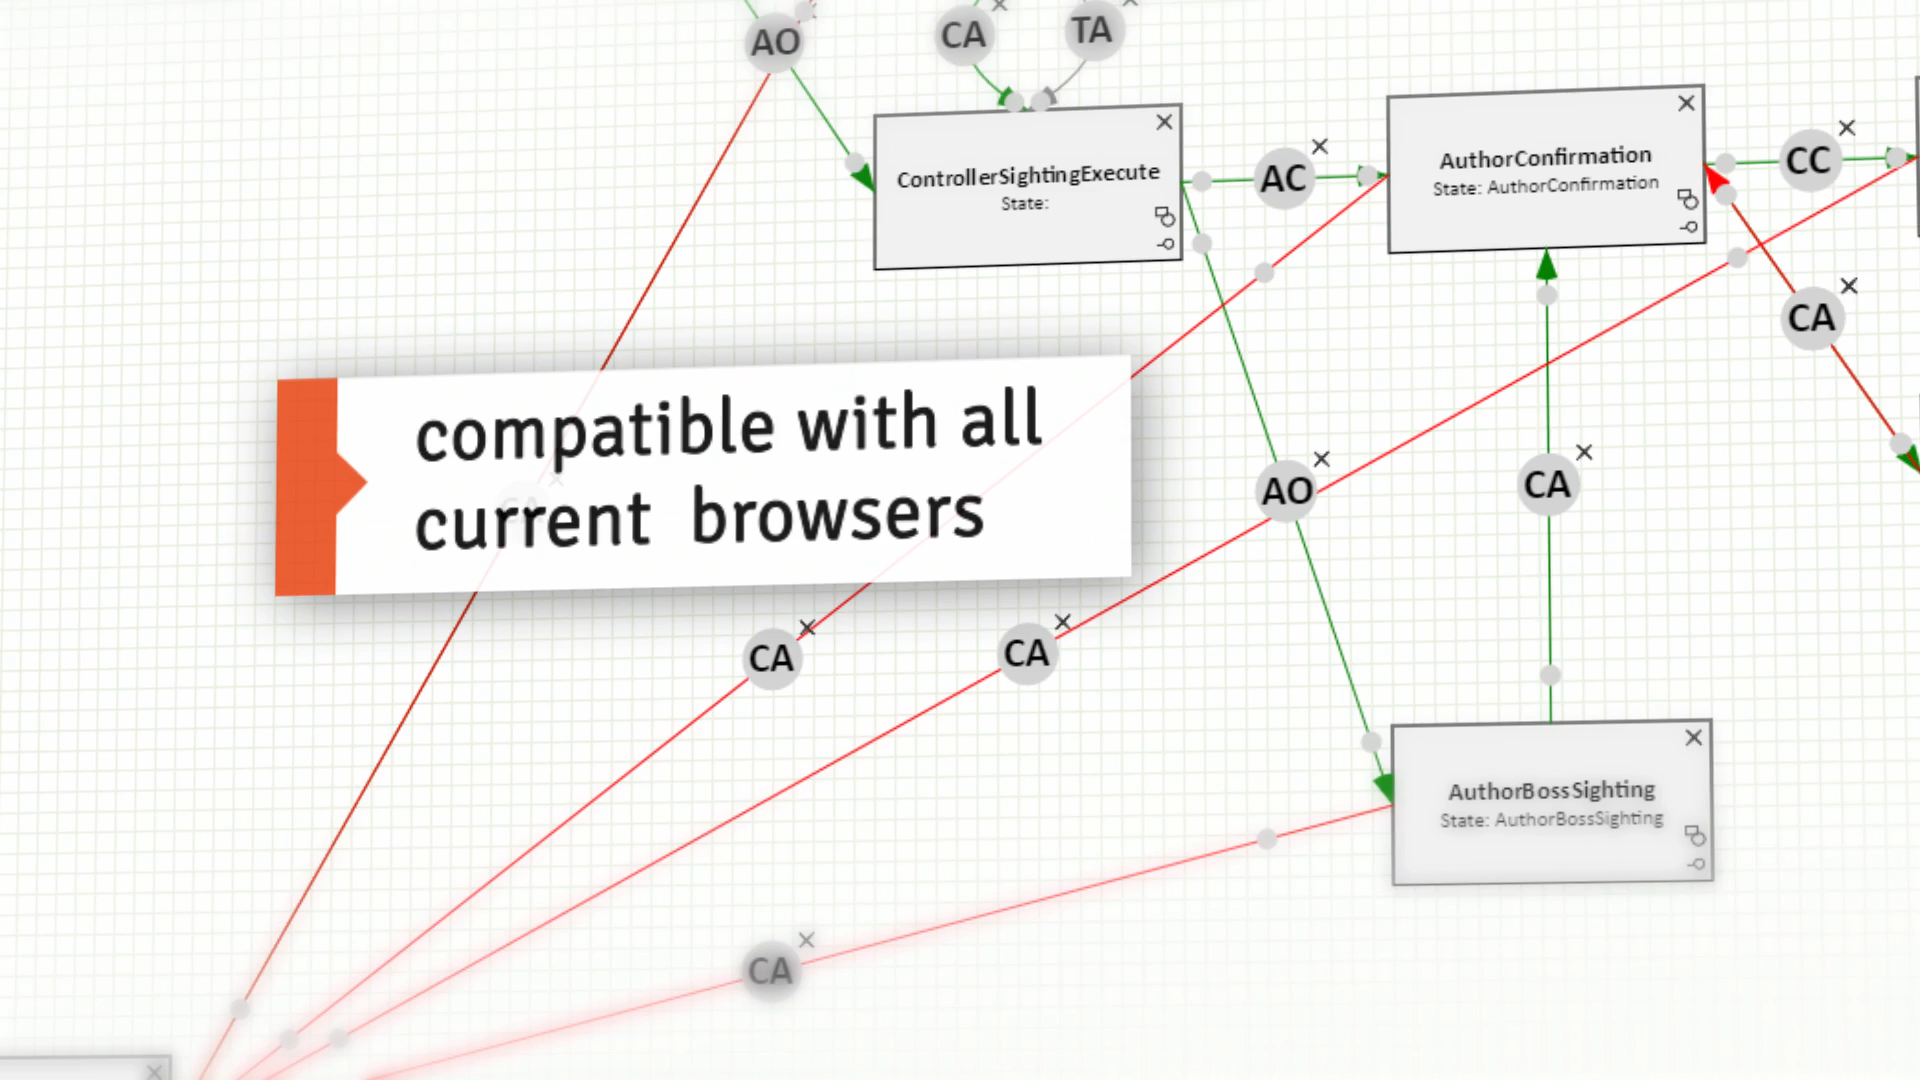 AO
CA
TA
ControllerSightingExecute
State:
AC
AuthorConfirmation
State: AuthorConfirmation
CC
CA
compatible with all
current browsers
CA
AO
CA
CA
CA
AuthorBossSighting
State: AuthorBossSighting
CA